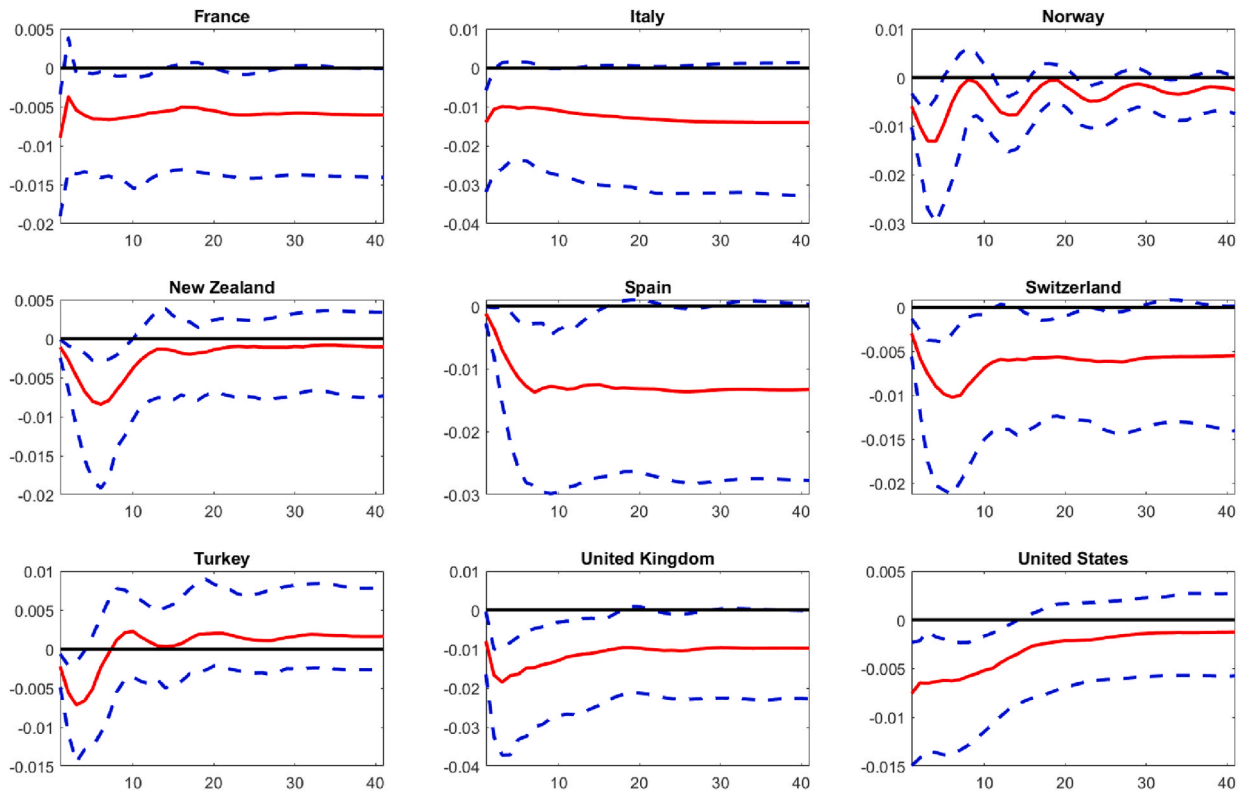 France Italy Norway
0.005 0.01 0.01
0 0 0
-0.005 -0.01 -0.01
-0.01 -0.02 -0.02
-0.015 -0.03 -0.03
-0.02 -0.04
10 20 30 40 10 20 30 40 10 20 30 40
New Zealand Spain Switzerland
0.005 0 0
0 -0.01 -0.005
-0.005 -0.02 -0.01
-0.01 -0.03 -0.015
-0.015 -0.02
-0.02
10 20 30 40 10 20 30 40 10 20 30 40
Turkey United Kingdom United States
0.01 0.01 0.005
0.005 0 0
0 -0.01 -0.005
-0.005 -0.02 -0.01
-0.01 -0.03 -0.015
-0.015 -0.04
10 20 30 40 10 20 30 40 10 20 30 40